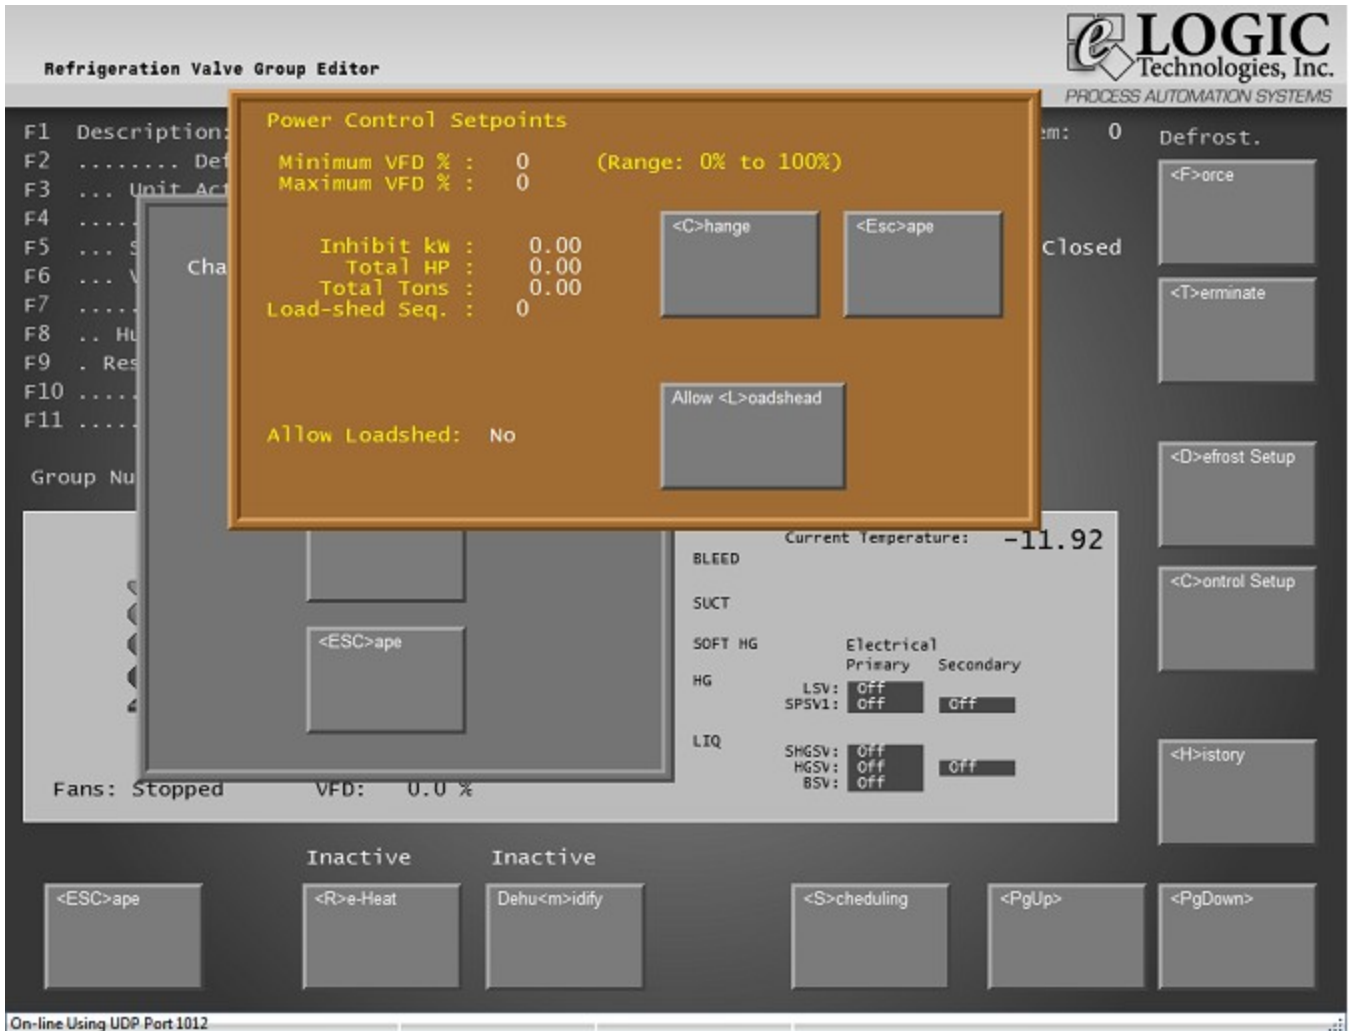 LOGIC
Technologies, Inc.
PROCESS AUTOMATION SYSTEMS
Refrigeration Valve Group Editor
Power Control Setpoints
Minimum VFD % : 0 (Range: 0% to 100%)
Maximum VFD % : 0
Inhibit kW : 0.00
Total HP : 0.00
Total Tons : 0.00
Load-shed Seq. : 0
<C>hange
<Esc>ape
Allow Loadshed: No
Allow <L>oadshead
F1 Description:
F2 ........ Def
F3 ... Unit Act
F4 .....
F5 ... S
F6 ... V
F7 .....
F8 .. Hu
F9 . Res
F10 .....
F11 .....
em: 0
Closed
Cha
Group Nu
<ESC>ape
Defrost.
<F>orce
<T>erminate
<D>efrost Setup
<C>ontrol Setup
<H>istory
Current Temperature: -11.92
BLEED
SUCT
SOFT HG
HG
LIQ
Electrical
Primary Secondary
LSV: Off
SPSV1: Off Off
SHGSV: Off
HGSV: Off Off
BSV: Off
Fans: Stopped VFD: 0.0 %
Inactive Inactive
<ESC>ape
<R>e-Heat
Dehu<m>idify
<S>cheduling
<PgUp>
<PgDown>
On-line Using UDP Port 1012